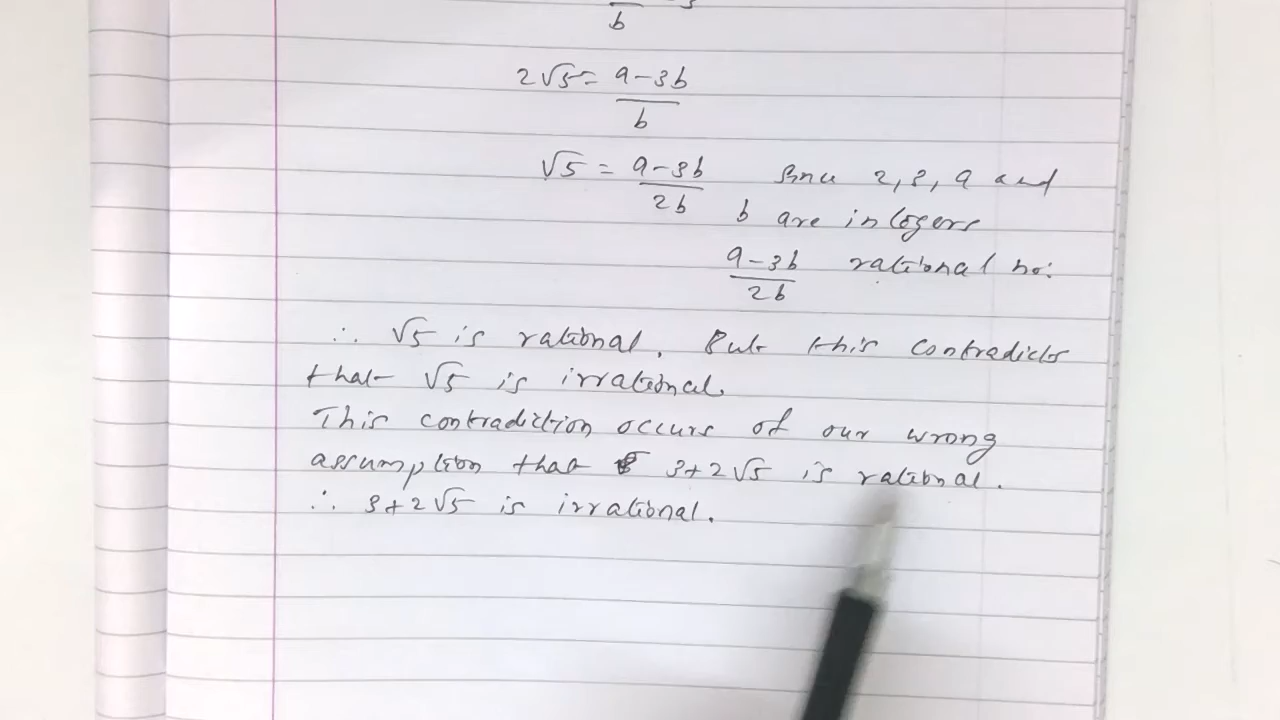 b
2√5 = a-3b
b
√5 = a-3b Since 2, 3, a and
2b b are integers
a-3b rational no:
2b
∴ √5 is rational. But this contradicts
that √5 is irrational.
This contradiction occurs of our wrong
assumption that 3+2√5 is rational.
∴ 3+2√5 is irrational.